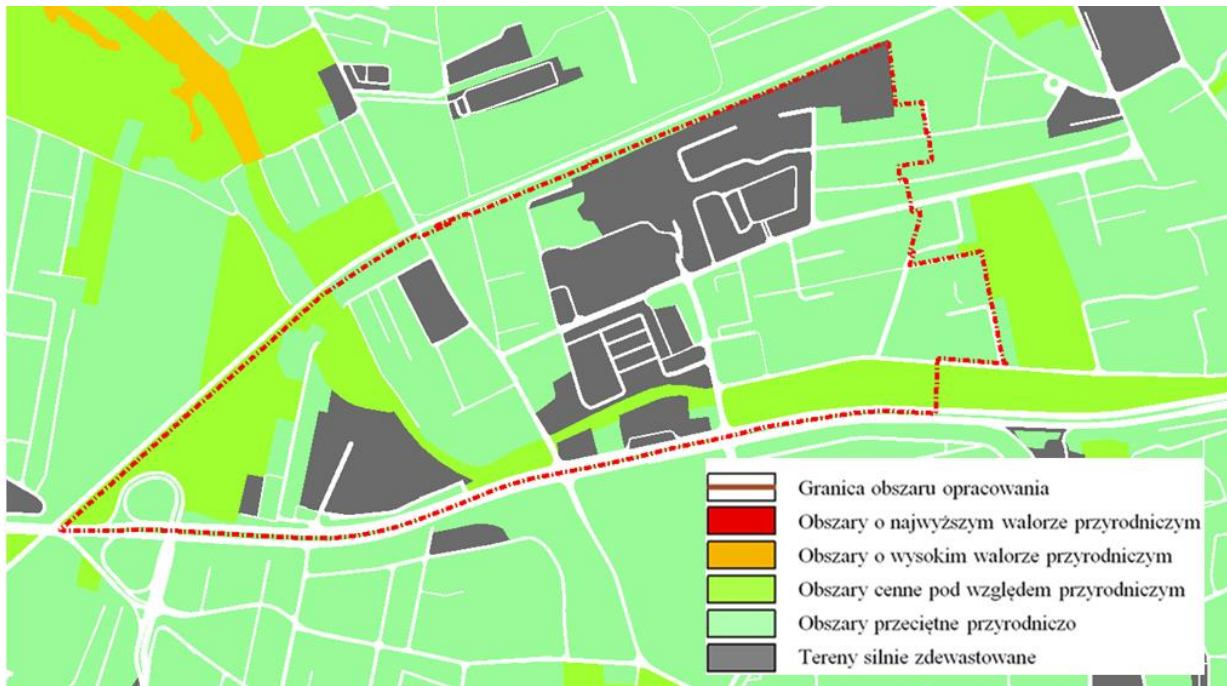 Granica obszaru opracowania
Obszary o najwyższym walorze przyrodniczym
Obszary o wysokim walorze przyrodniczym
Obszary cenne pod względem przyrodniczym
Obszary przeciętne przyrodniczo
Tereny silnie zdewastowane